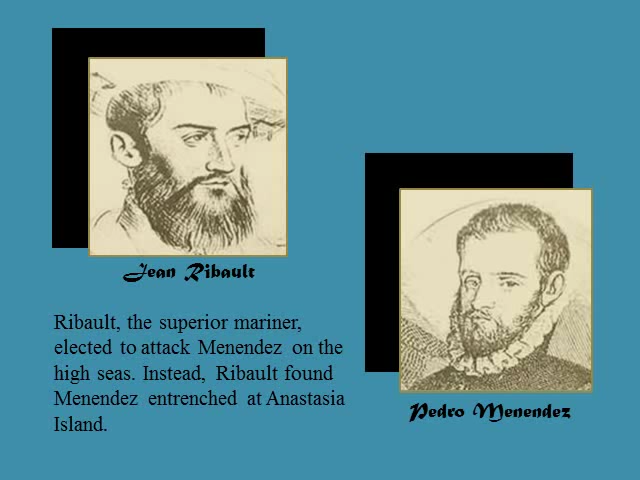 Jean Ribault
Ribault, the superior mariner,
elected to attack Menendez on the
high seas. Instead, Ribault found
Menendez entrenched at Anastasia
Island.
Pedro Menendez